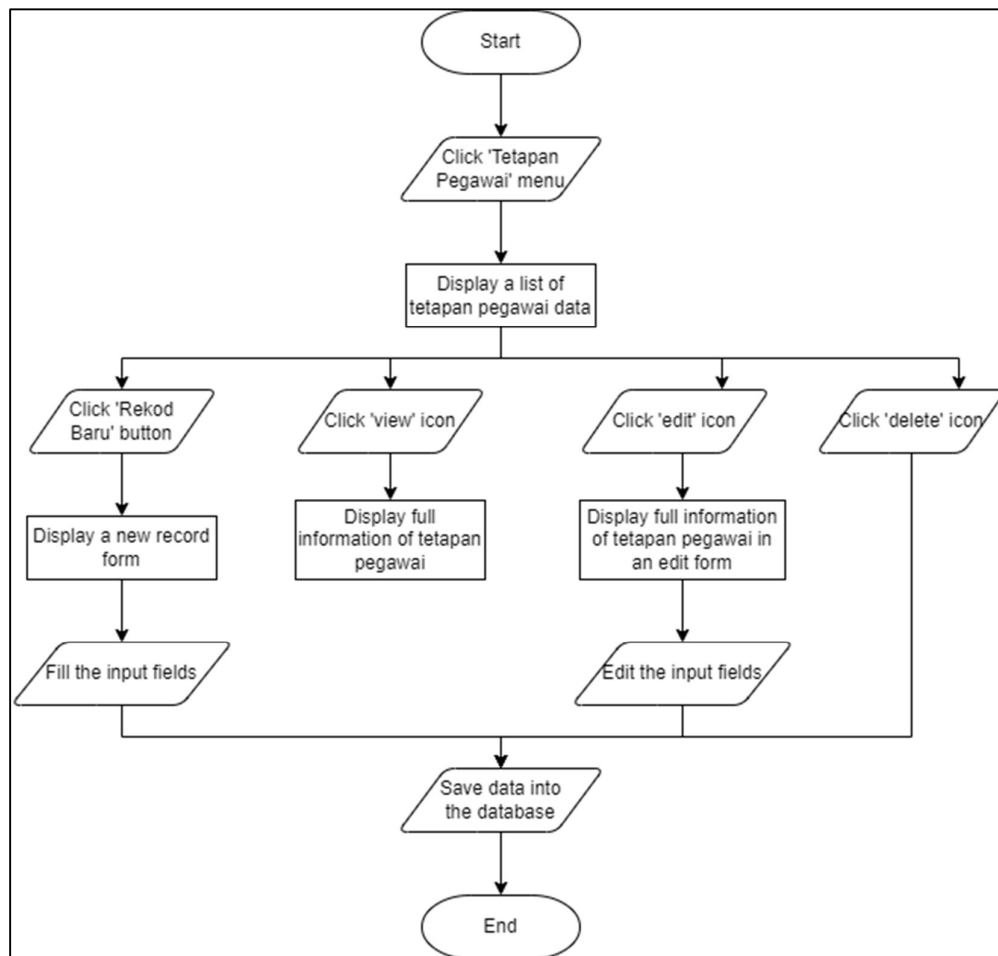 Start
Click 'Tetapan
Pegawai' menu
Display a list of
tetapan pegawai data
Click 'Rekod
Baru' button
Click 'view' icon
Click 'edit' icon
Click 'delete' icon
Display a new record
form
Display full
information of tetapan
pegawai
Display full information
of tetapan pegawai in
an edit form
Fill the input fields
Edit the input fields
Save data into
the database
End